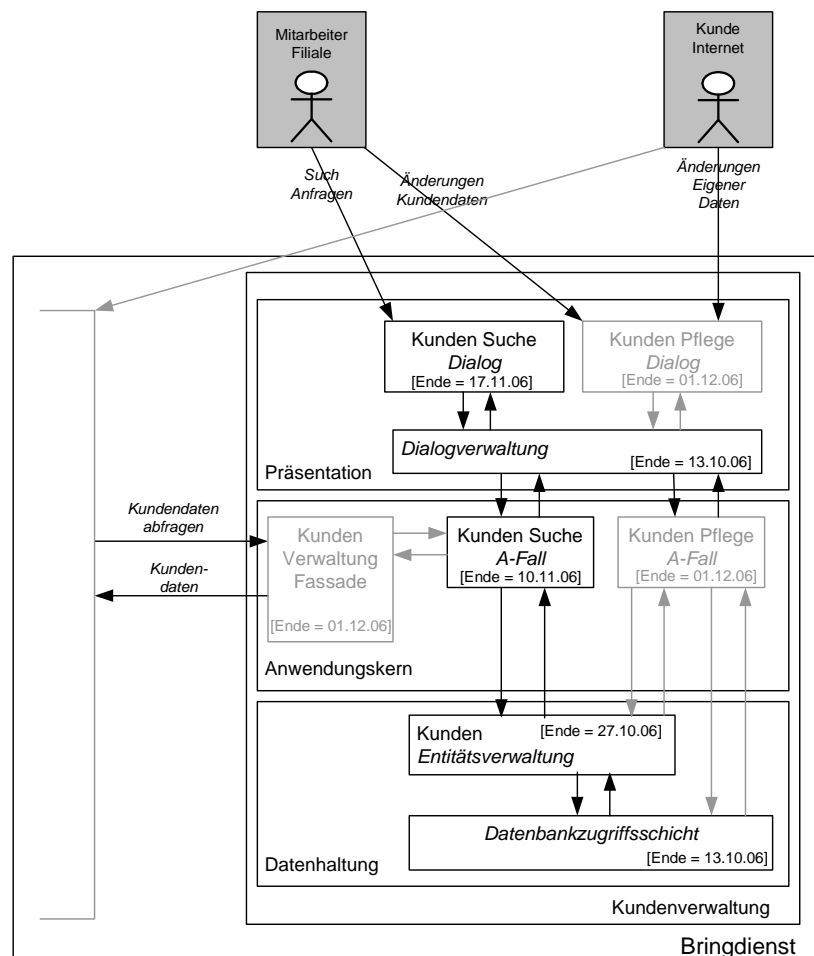 Mitarbeiter
Filiale
Kunde
Internet
Such
Anfragen
Änderungen
Kundendaten
Änderungen
Eigener
Daten
Kunden Suche
Dialog
[Ende = 17.11.06]
Kunden Pflege
Dialog
[Ende = 01.12.06]
Dialogverwaltung
[Ende = 13.10.06]
Präsentation
Kundendaten
abfragen
Kunden-
daten
Kunden
Verwaltung
Fassade
[Ende = 01.12.06]
Kunden Suche
A-Fall
[Ende = 10.11.06]
Kunden Pflege
A-Fall
[Ende = 01.12.06]
Anwendungskern
Kunden
[Ende = 27.10.06]
Entitätsverwaltung
Datenbankzugriffsschicht
[Ende = 13.10.06]
Datenhaltung
Kundenverwaltung
Bringdienst